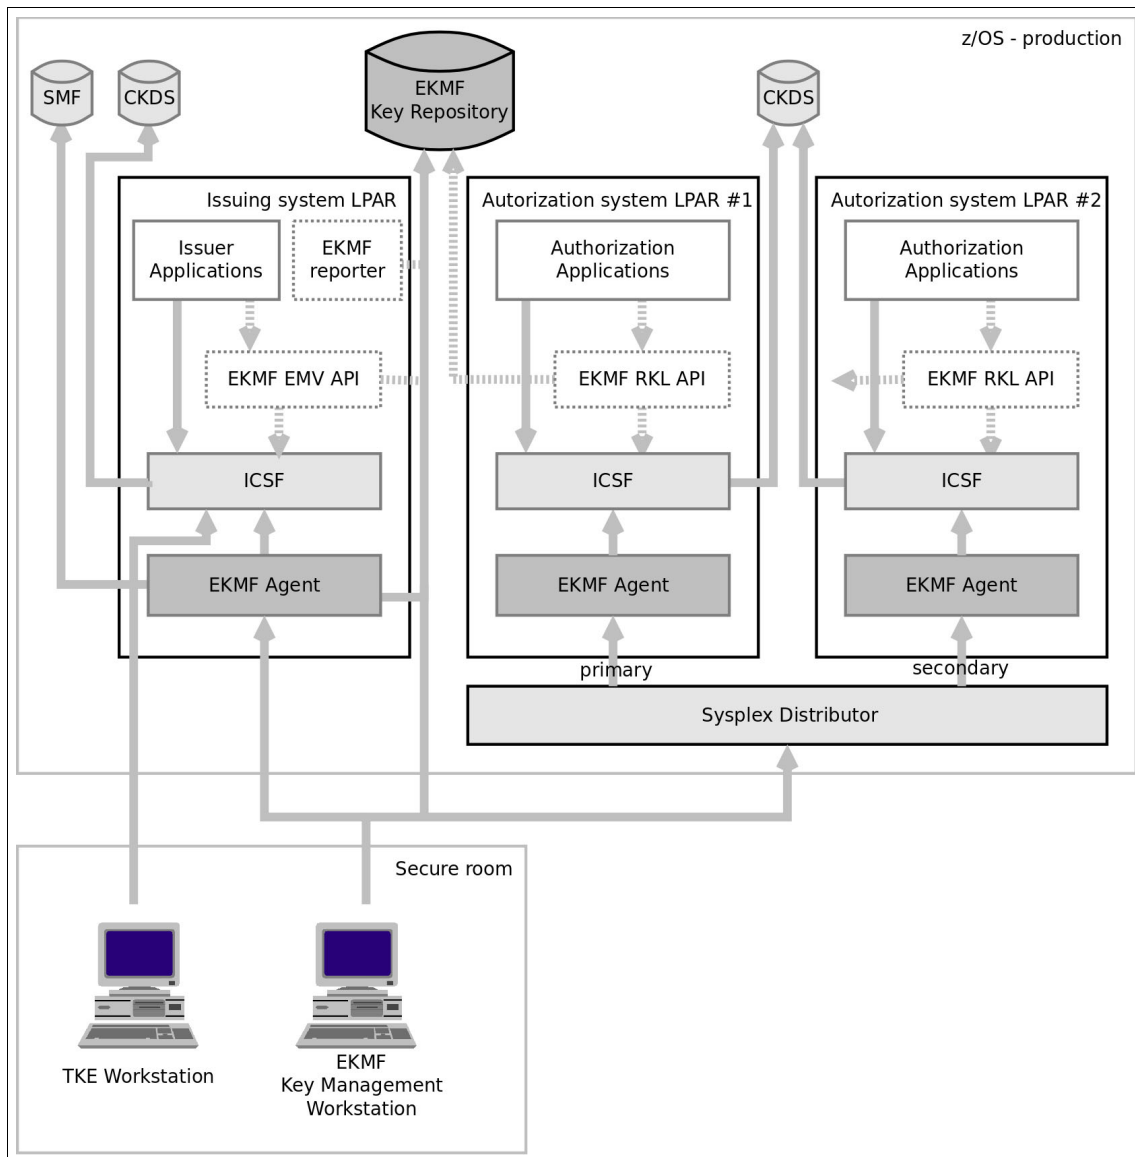 z/OS - production
SMF
CKDS
EKMF
Key Repository
CKDS
Issuing system LPAR
Autorization system LPAR #1
Autorization system LPAR #2
Issuer
Applications
EKMF
reporter
Authorization
Applications
Authorization
Applications
EKMF EMV API
EKMF RKL API
EKMF RKL API
ICSF
ICSF
ICSF
EKMF Agent
EKMF Agent
EKMF Agent
primary
secondary
Sysplex Distributor
Secure room
TKE Workstation
EKMF
Key Management
Workstation